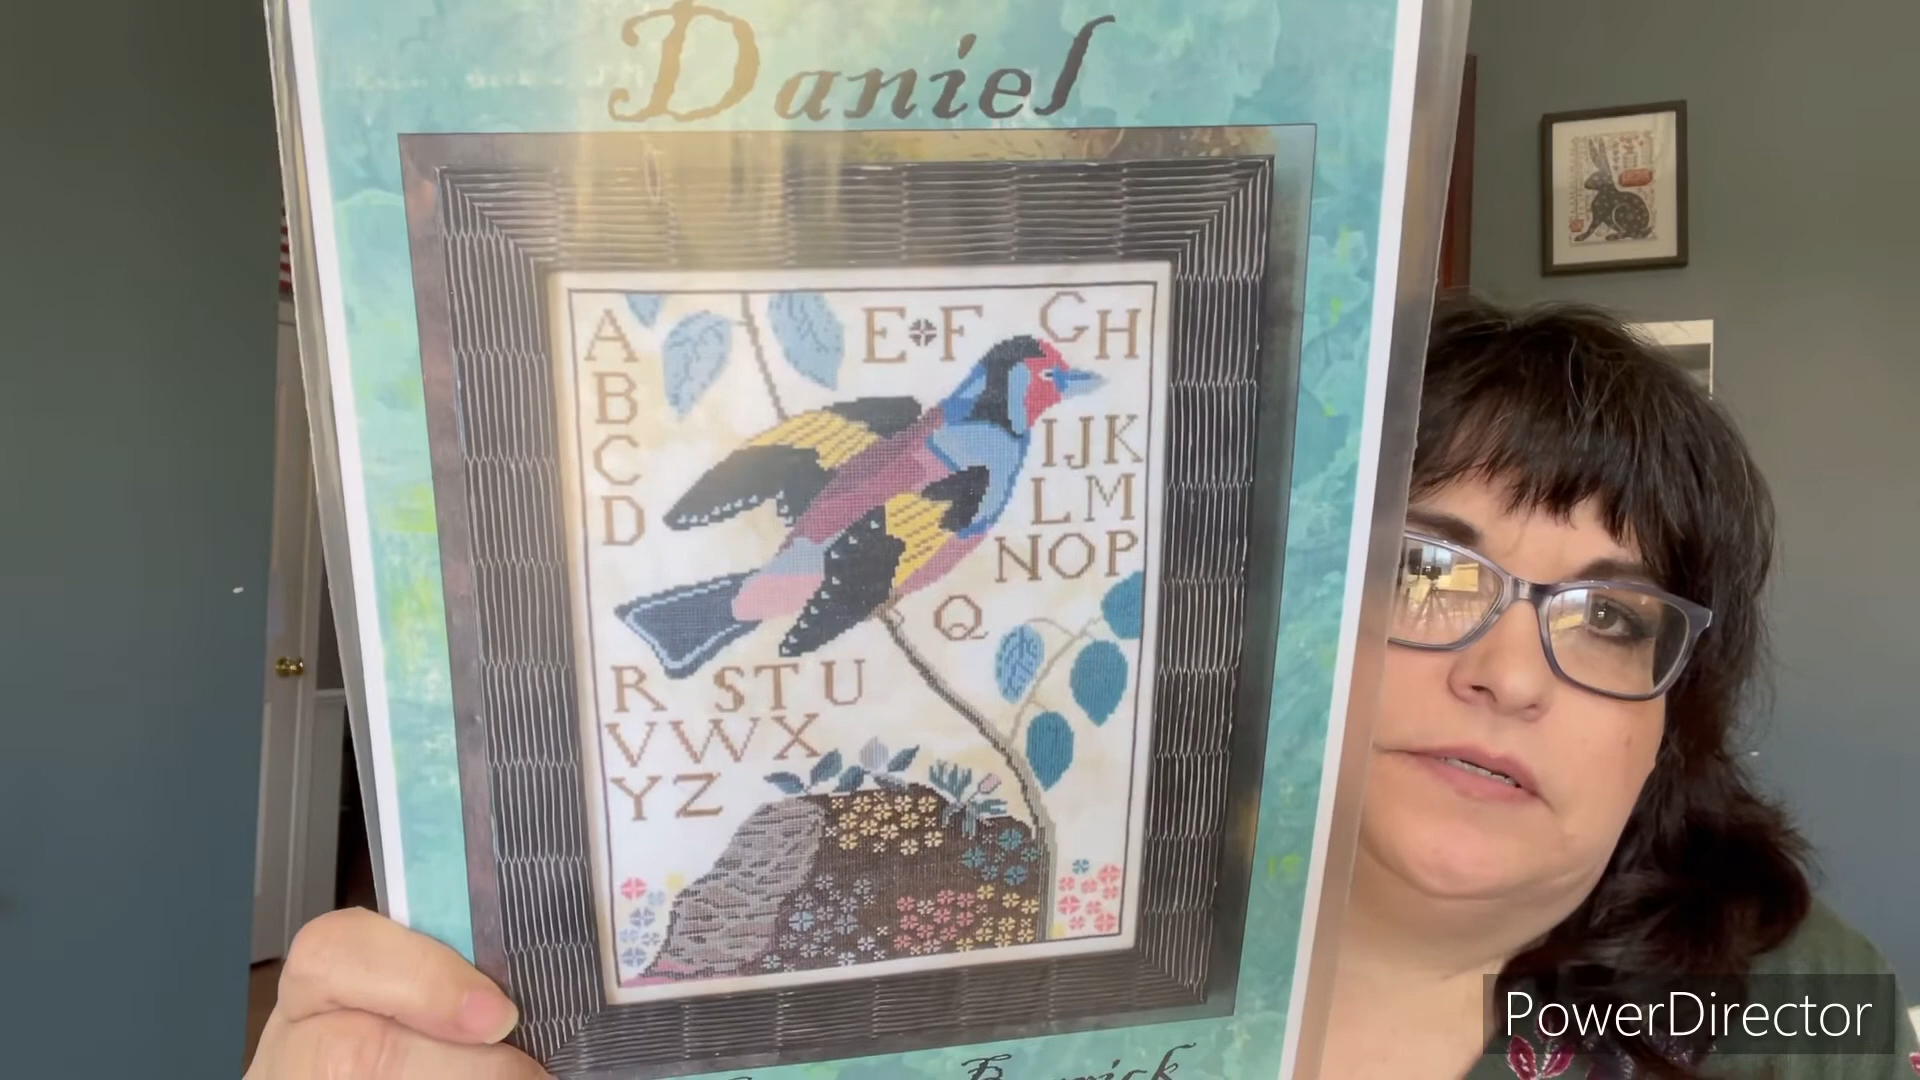 Daniel
A E F G H
B
C I J K
D L M
N O P
Q
R S T U
V W X
Y Z
PowerDirector